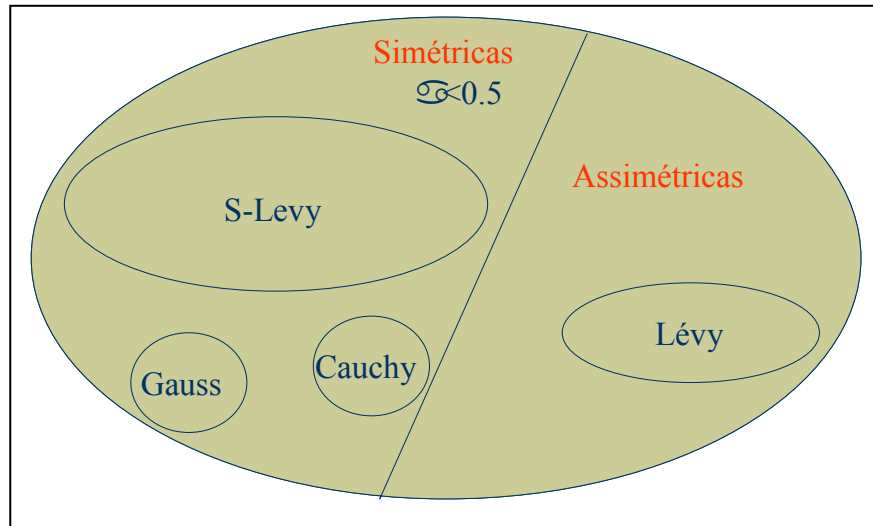 Simétricas
♋<0.5
Assimétricas
S-Levy
Lévy
Cauchy
Gauss